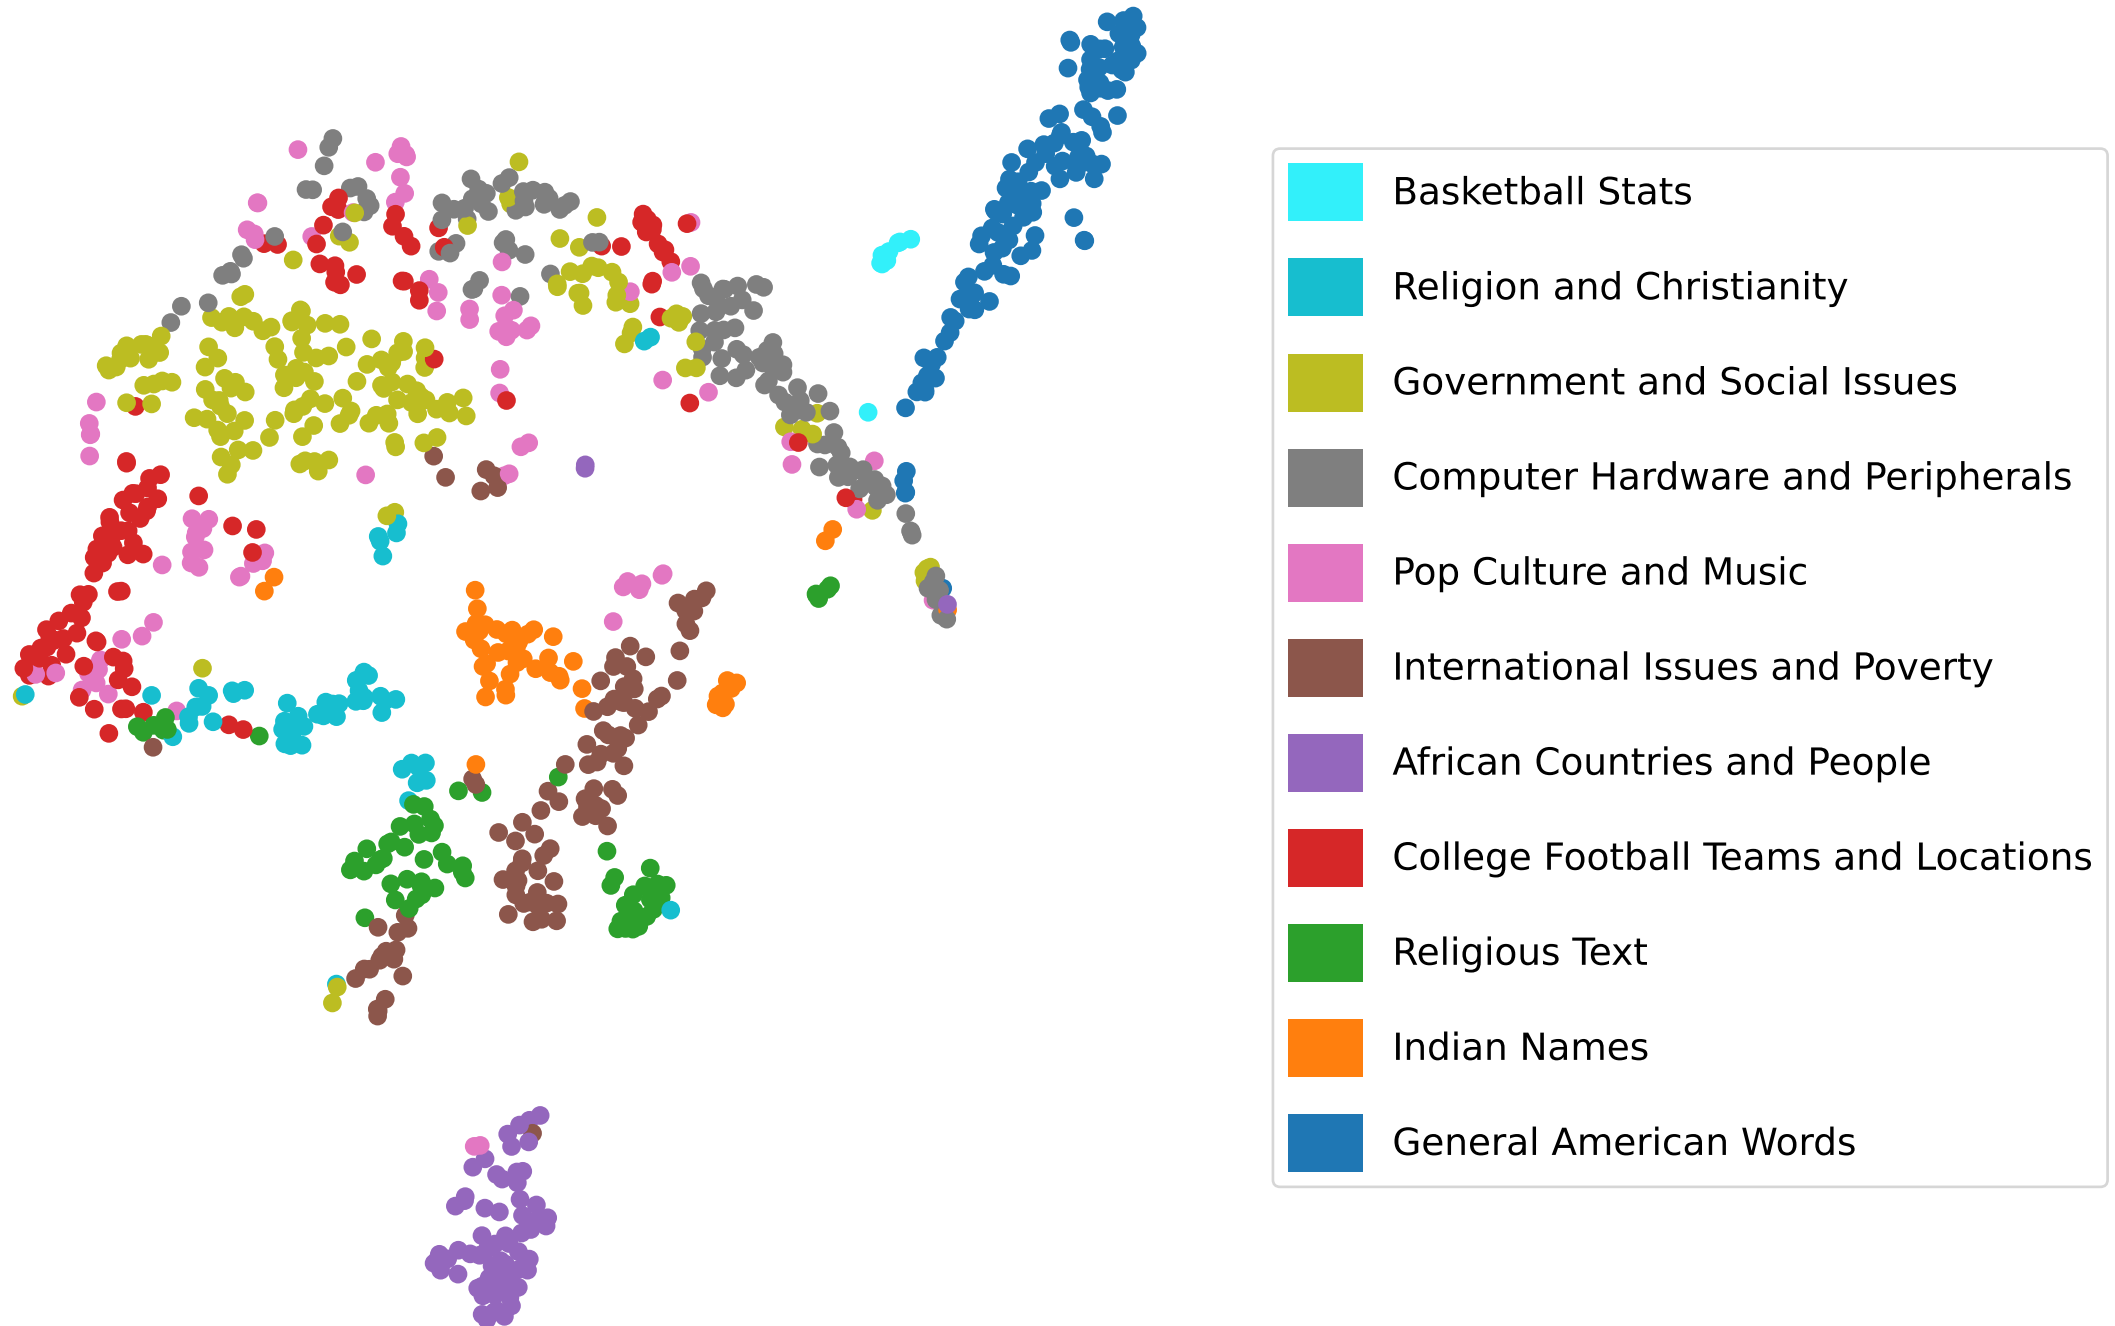 Basketball Stats
Religion and Christianity
Government and Social Issues
Computer Hardware and Peripherals
Pop Culture and Music
International Issues and Poverty
African Countries and People
College Football Teams and Locations
Religious Text
Indian Names
General American Words